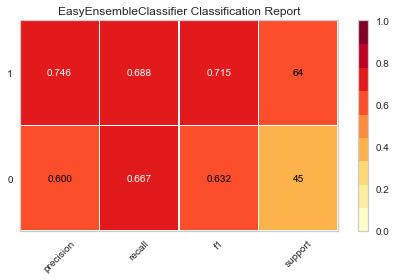 EasyEnsembleClassifier Classification Report
1 0.746 0.688 0.715 64
0 0.600 0.667 0.632 45
precision recall f1 support
1.0
0.8
0.6
0.4
0.2
0.0